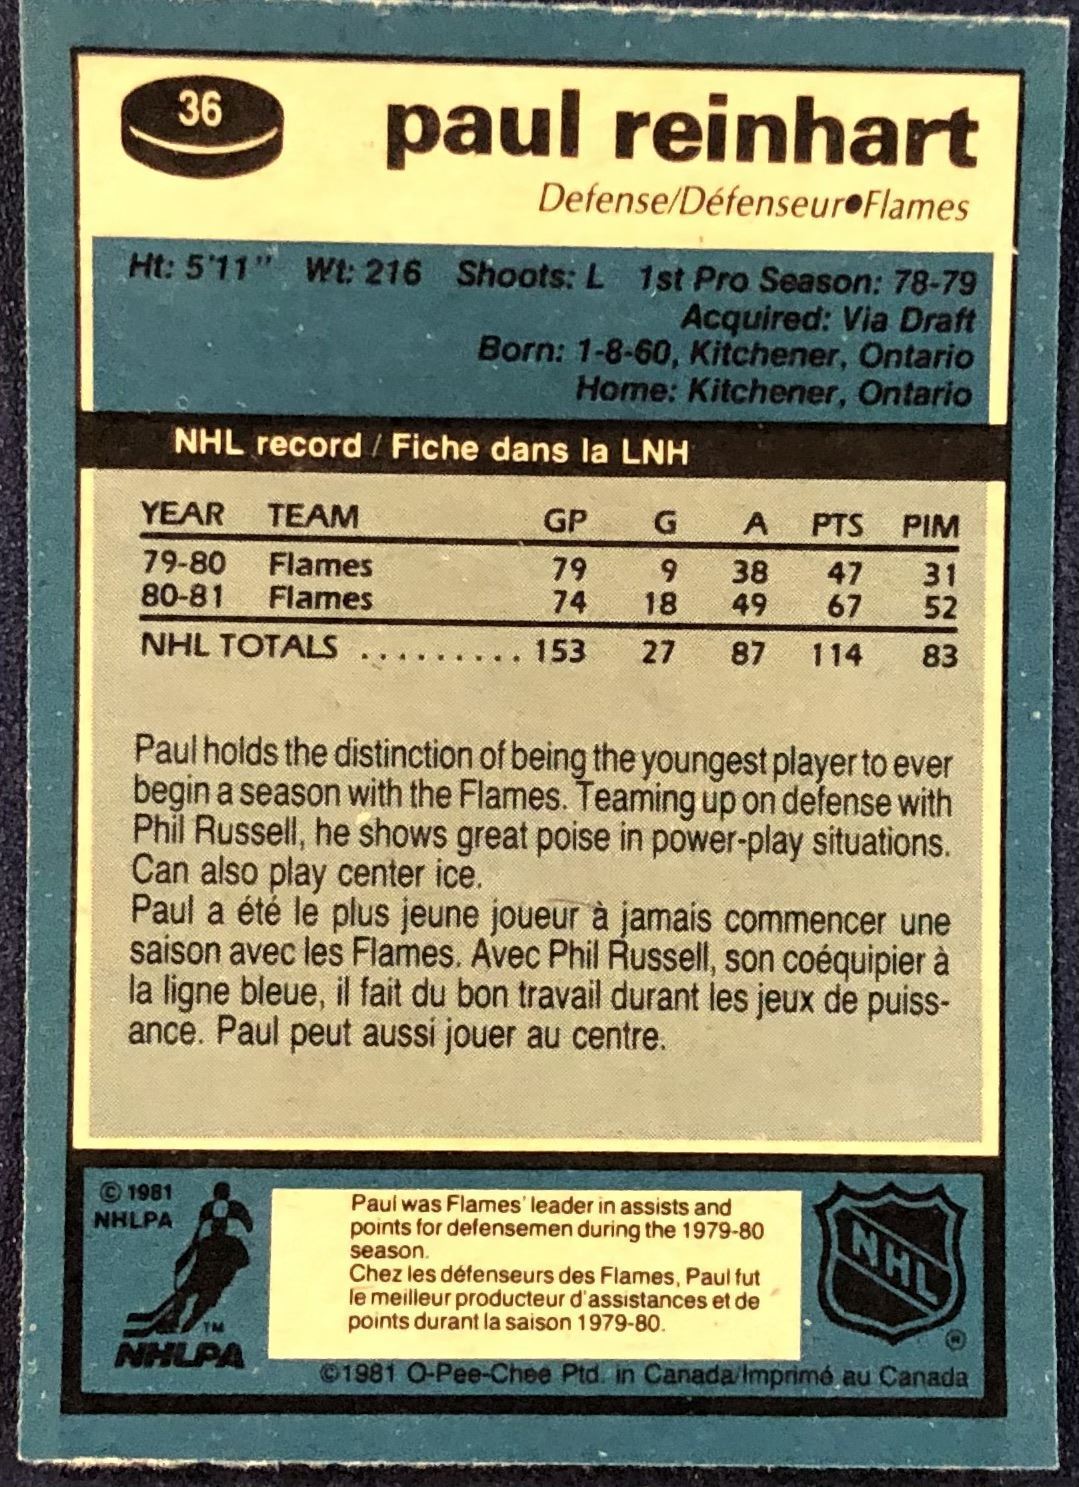 36
paul reinhart
Defense/Défenseur●Flames
Ht: 5'11" Wt: 216 Shoots: L 1st Pro Season: 78-79
Acquired: Via Draft
Born: 1-8-60, Kitchener, Ontario
Home: Kitchener, Ontario
NHL record / Fiche dans la LNH
YEAR TEAM GP G A PTS PIM
79-80 Flames 79 9 38 47 31
80-81 Flames 74 18 49 67 52
NHL TOTALS ......... 153 27 87 114 83
Paul holds the distinction of being the youngest player to ever
begin a season with the Flames. Teaming up on defense with
Phil Russell, he shows great poise in power-play situations.
Can also play center ice.
Paul a été le plus jeune joueur à jamais commencer une
saison avec les Flames. Avec Phil Russell, son coéquipier à
la ligne bleue, il fait du bon travail durant les jeux de puiss-
ance. Paul peut aussi jouer au centre.
© 1981
NHLPA
TM
NHLPA
Paul was Flames' leader in assists and
points for defensemen during the 1979-80
season.
Chez les défenseurs des Flames, Paul fut
le meilleur producteur d'assistances et de
points durant la saison 1979-80.
NHL
®
©1981 O-Pee-Chee Ptd. in Canada/Imprimé au Canada